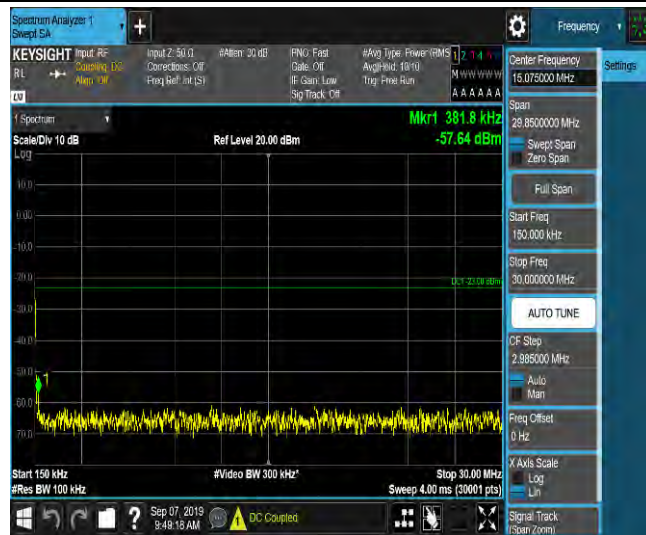 Spectrum Analyzer 1
Swept SA
Frequency
KEYSIGHT
Input: RF
Coupling: DC
Align: Off
Input Z: 50 Ω
Corrections: Off
Freq Ref: Int (S)
#Atten: 30 dB
PNO: Fast
Gate: Off
IF Gain: Low
Sig Track: Off
#Avg Type: Power (RMS
Avg|Hold: 10/10
Trig: Free Run
M W W W W W
A A A A A A
RL
LXI
Settings
1 Spectrum
Mkr1 381.8 kHz
Scale/Div 10 dB
Ref Level 20.00 dBm
-57.64 dBm
Log
10.0
0.00
-10.0
-20.0
DL1 -23.00 dBm
-30.0
-40.0
-50.0
1
-60.0
-70.0
Start 150 kHz
#Video BW 300 kHz*
Stop 30.00 MHz
#Res BW 100 kHz
Sweep 4.00 ms (30001 pts)
Center Frequency
15.075000 MHz
Span
29.8500000 MHz
Swept Span
Zero Span
Full Span
Start Freq
150.000 kHz
Stop Freq
30.000000 MHz
AUTO TUNE
CF Step
2.985000 MHz
Auto
Man
Freq Offset
0 Hz
X Axis Scale
Log
Lin
Signal Track
(Span Zoom)
Sep 07, 2019
9:49:18 AM
DC Coupled